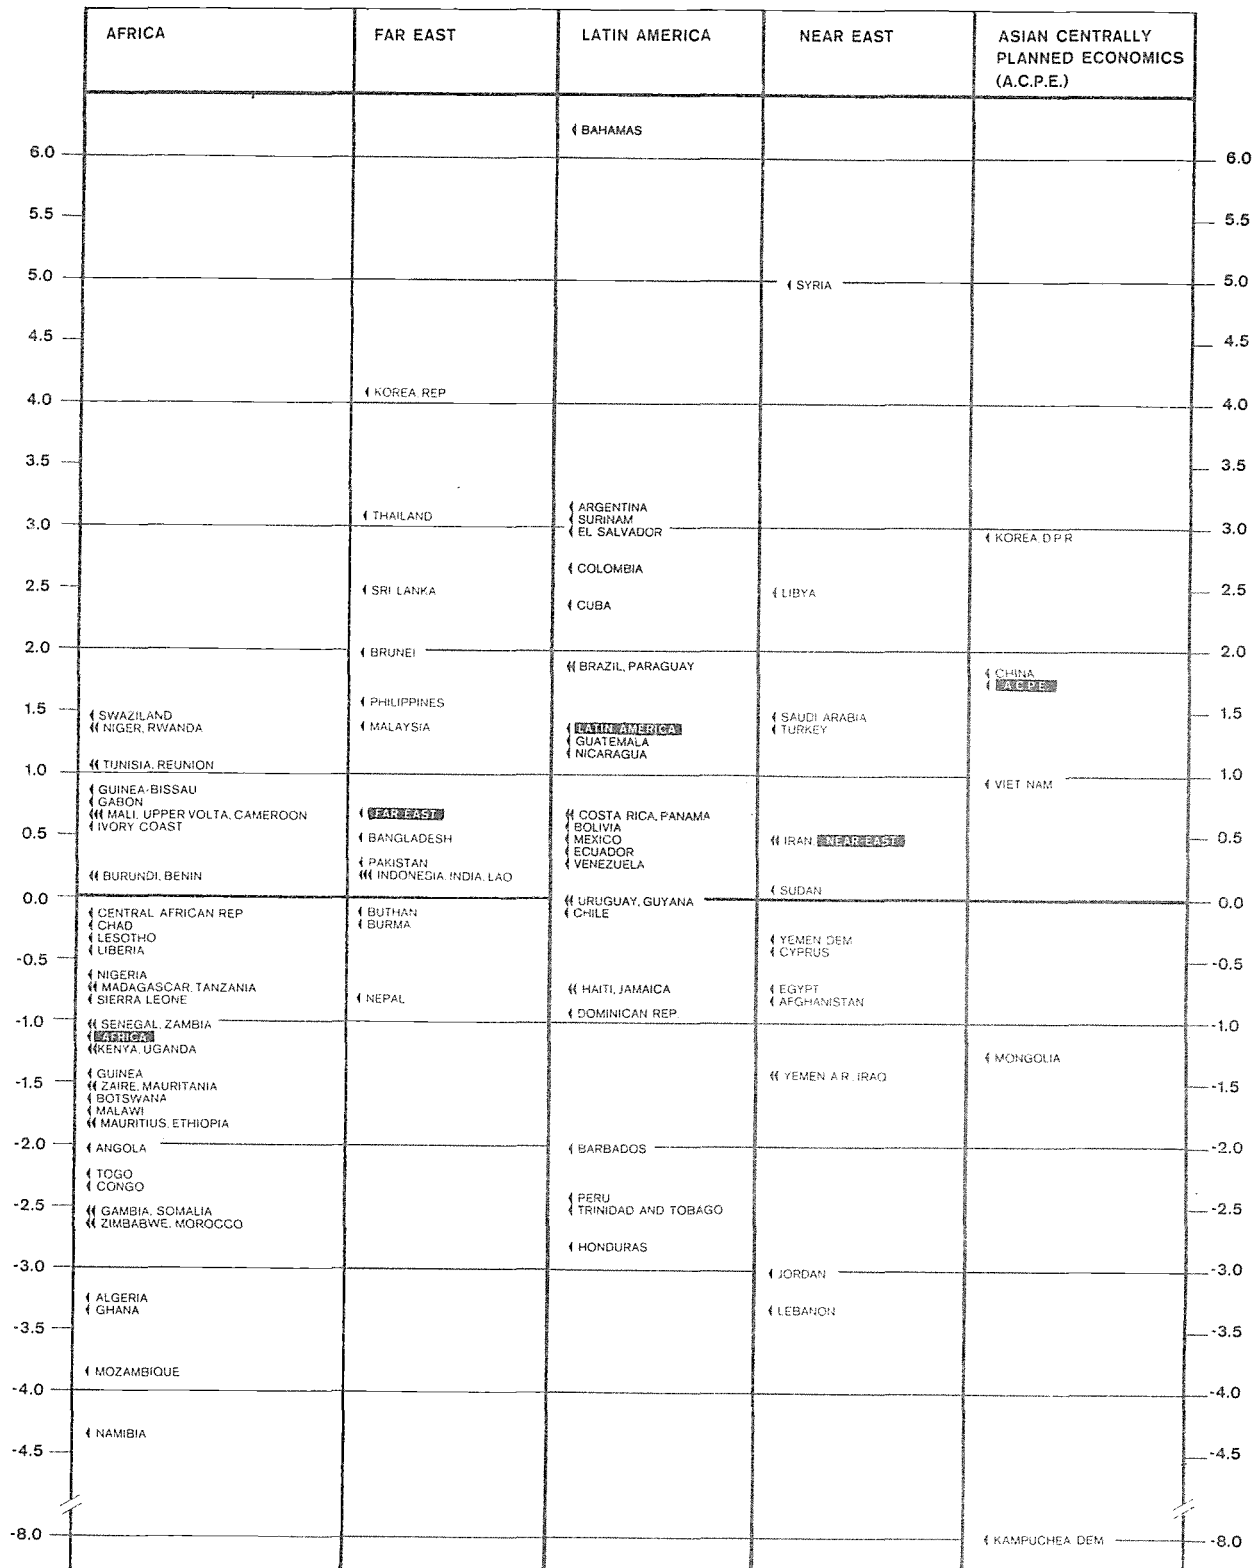 AFRICA
FAR EAST
LATIN AMERICA
NEAR EAST
ASIAN CENTRALLY
PLANNED ECONOMICS
(A.C.P.E.)
6.0
5.5
5.0
4.5
4.0
3.5
3.0
2.5
2.0
1.5
1.0
0.5
0.0
-0.5
-1.0
-1.5
-2.0
-2.5
-3.0
-3.5
-4.0
-4.5
-8.0
SWAZILAND
NIGER, RWANDA
TUNISIA, REUNION
GUINEA-BISSAU
GABON
MALI, UPPER VOLTA, CAMEROON
IVORY COAST
BURUNDI, BENIN
CENTRAL AFRICAN REP
CHAD
LESOTHO
LIBERIA
NIGERIA
MADAGASCAR, TANZANIA
SIERRA LEONE
SENEGAL, ZAMBIA
AFRICA
KENYA, UGANDA
GUINEA
ZAIRE, MAURITANIA
BOTSWANA
MALAWI
MAURITIUS, ETHIOPIA
ANGOLA
TOGO
CONGO
GAMBIA, SOMALIA
ZIMBABWE, MOROCCO
ALGERIA
GHANA
MOZAMBIQUE
NAMIBIA
KOREA, REP
THAILAND
SRI LANKA
BRUNEI
PHILIPPINES
MALAYSIA
FAR EAST
BANGLADESH
PAKISTAN
INDONESIA, INDIA, LAO
BUTHAN
BURMA
NEPAL
BAHAMAS
ARGENTINA
SURINAM
EL SALVADOR
COLOMBIA
CUBA
BRAZIL, PARAGUAY
LATIN AMERICA
GUATEMALA
NICARAGUA
COSTA RICA, PANAMA
BOLIVIA
MEXICO
ECUADOR
VENEZUELA
URUGUAY, GUYANA
CHILE
HAITI, JAMAICA
DOMINICAN REP.
BARBADOS
PERU
TRINIDAD AND TOBAGO
HONDURAS
SYRIA
LIBYA
SAUDI ARABIA
TURKEY
IRAN, NEAR EAST
SUDAN
YEMEN DEM
CYPRUS
EGYPT
AFGHANISTAN
YEMEN A.R., IRAQ
JORDAN
LEBANON
KOREA, D.P.R
CHINA
A.C.P.E.
VIET NAM
MONGOLIA
KAMPUCHEA DEM
6.0
5.5
5.0
4.5
4.0
3.5
3.0
2.5
2.0
1.5
1.0
0.5
0.0
-0.5
-1.0
-1.5
-2.0
-2.5
-3.0
-3.5
-4.0
-4.5
-8.0